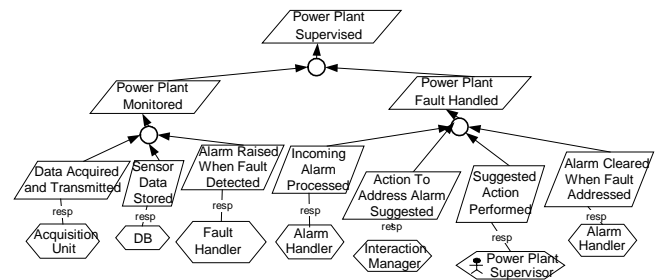 Power Plant
Supervised
Power Plant
Monitored
Power Plant
Fault Handled
Data Acquired
and Transmitted
Sensor
Data
Stored
Alarm Raised
When Fault
Detected
Incoming
Alarm
Processed
Action To
Address Alarm
Suggested
Suggested
Action
Performed
Alarm Cleared
When Fault
Addressed
resp
resp
resp
resp
resp
resp
resp
Acquisition
Unit
DB
Fault
Handler
Alarm
Handler
Interaction
Manager
Power Plant
Supervisor
Alarm
Handler